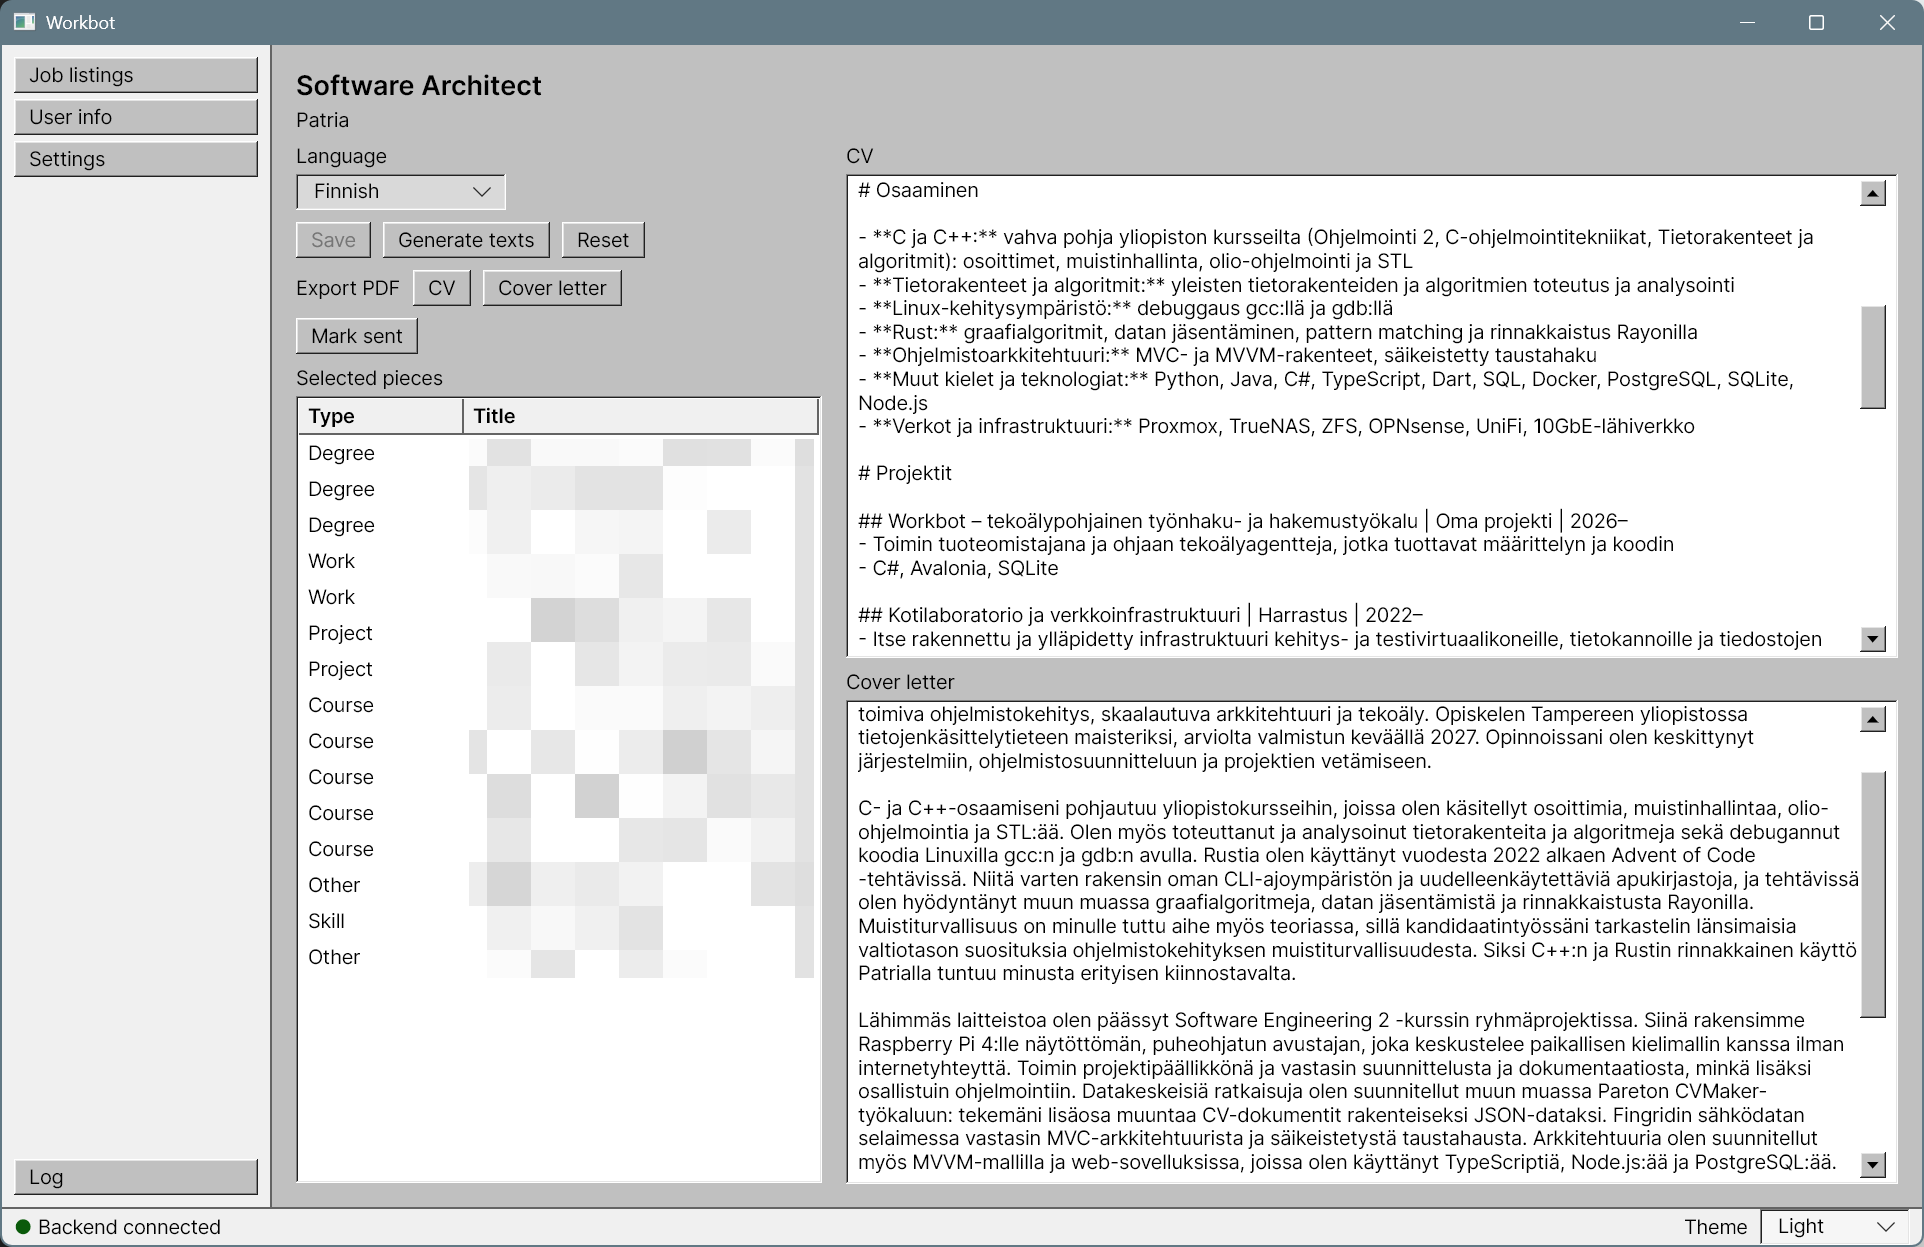 Workbot
Job listings
User info
Settings
Log
Software Architect
Patria
Language
Finnish
Save
Generate texts
Reset
Export PDF
CV
Cover letter
Mark sent
Selected pieces
Type
Title
Degree
Degree
Degree
Work
Work
Project
Project
Course
Course
Course
Course
Course
Other
Skill
Other
CV
# Osaaminen
- **C ja C++:** vahva pohja yliopiston kursseilta (Ohjelmointi 2, C-ohjelmointitekniikat, Tietorakenteet ja
algoritmit): osoittimet, muistinhallinta, olio-ohjelmointi ja STL
- **Tietorakenteet ja algoritmit:** yleisten tietorakenteiden ja algoritmien toteutus ja analysointi
- **Linux-kehitysympäristö:** debuggaus gcc:llä ja gdb:llä
- **Rust:** graafialgoritmit, datan jäsentäminen, pattern matching ja rinnakkaistus Rayonilla
- **Ohjelmistoarkkitehtuuri:** MVC- ja MVVM-rakenteet, säikeistetty taustahaku
- **Muut kielet ja teknologiat:** Python, Java, C#, TypeScript, Dart, SQL, Docker, PostgreSQL, SQLite,
Node.js
- **Verkot ja infrastruktuuri:** Proxmox, TrueNAS, ZFS, OPNsense, UniFi, 10GbE-lähiverkko
# Projektit
## Workbot – tekoälypohjainen työnhaku- ja hakemustyökalu | Oma projekti | 2026–
- Toimin tuoteomistajana ja ohjaan tekoälyagentteja, jotka tuottavat määrittelyn ja koodin
- C#, Avalonia, SQLite
## Kotilaboratorio ja verkkoinfrastruktuuri | Harrastus | 2022–
- Itse rakennettu ja ylläpidetty infrastruktuuri kehitys- ja testivirtuaalikoneille, tietokannoille ja tiedostojen
Cover letter
toimiva ohjelmistokehitys, skaalautuva arkkitehtuuri ja tekoäly. Opiskelen Tampereen yliopistossa
tietojenkäsittelytieteen maisteriksi, arviolta valmistun keväällä 2027. Opinnoissani olen keskittynyt
järjestelmiin, ohjelmistosuunnitteluun ja projektien vetämiseen.
C- ja C++-osaamiseni pohjautuu yliopistokursseihin, joissa olen käsitellyt osoittimia, muistinhallintaa, olio-
ohjelmointia ja STL:ää. Olen myös toteuttanut ja analysoinut tietorakenteita ja algoritmeja sekä debugannut
koodia Linuxilla gcc:n ja gdb:n avulla. Rustia olen käyttänyt vuodesta 2022 alkaen Advent of Code
-tehtävissä. Niitä varten rakensin oman CLI-ajoympäristön ja uudelleenkäytettäviä apukirjastoja, ja tehtävissä
olen hyödyntänyt muun muassa graafialgoritmeja, datan jäsentämistä ja rinnakkaistusta Rayonilla.
Muistiturvallisuus on minulle tuttu aihe myös teoriassa, sillä kandidaatintyössäni tarkastelin länsimaisia
valtiotason suosituksia ohjelmistokehityksen muistiturvallisuudesta. Siksi C++:n ja Rustin rinnakkainen käyttö
Patrialla tuntuu minusta erityisen kiinnostavalta.
Lähimmäs laitteistoa olen päässyt Software Engineering 2 -kurssin ryhmäprojektissa. Siinä rakensimme
Raspberry Pi 4:lle näytöttömän, puheohjatun avustajan, joka keskustelee paikallisen kielimallin kanssa ilman
internetyhteyttä. Toimin projektipäällikkönä ja vastasin suunnittelusta ja dokumentaatiosta, minkä lisäksi
osallistuin ohjelmointiin. Datakeskeisiä ratkaisuja olen suunnitellut muun muassa Pareton CVMaker-
työkaluun: tekemäni lisäosa muuntaa CV-dokumentit rakenteiseksi JSON-dataksi. Fingridin sähködatan
selaimessa vastasin MVC-arkkitehtuurista ja säikeistetystä taustahausta. Arkkitehtuuria olen suunnitellut
myös MVVM-mallilla ja web-sovelluksissa, joissa olen käyttänyt TypeScriptiä, Node.js:ää ja PostgreSQL:ää.
Backend connected
Theme
Light